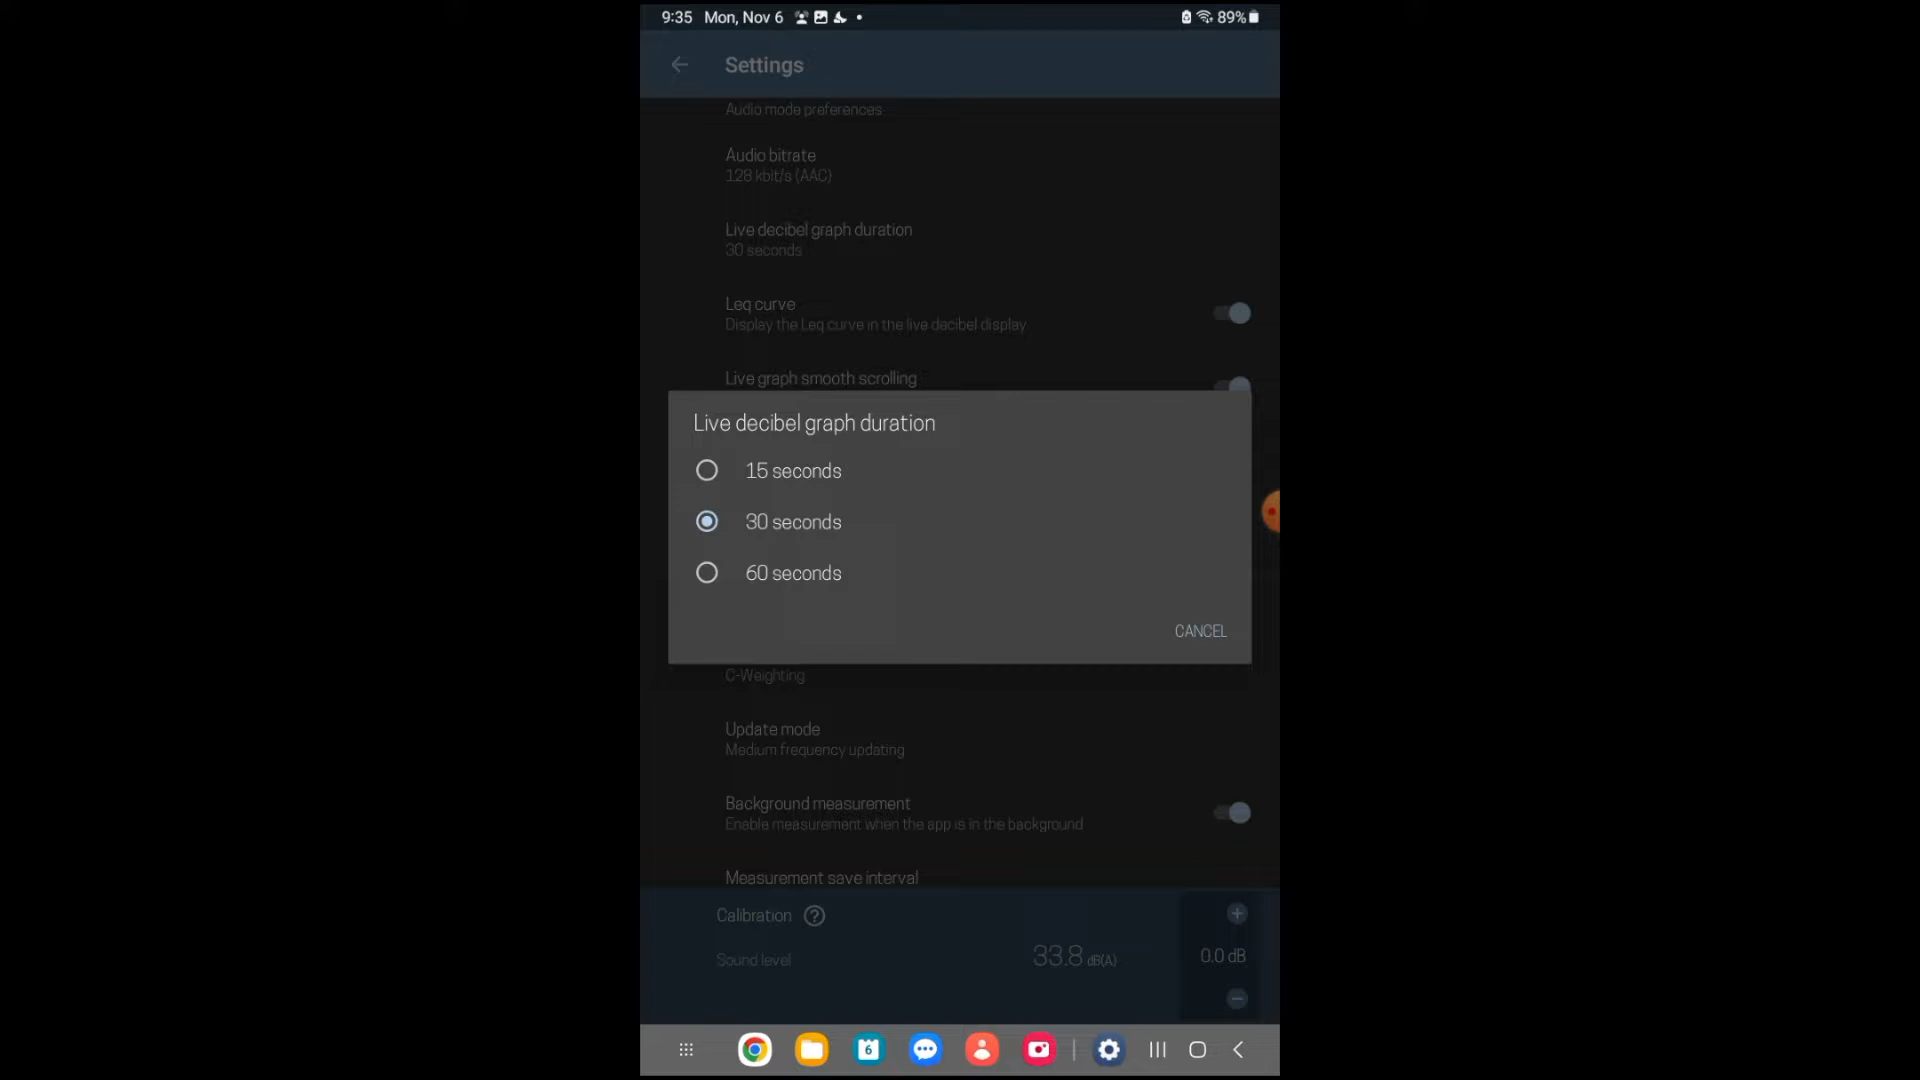 9:35 Mon, Nov 6 89%
Settings
Audio mode preferences
Audio bitrate
128 kbit/s (AAC)
Live decibel graph duration
30 seconds
Leq curve
Display the Leq curve in the live decibel display
Live graph smooth scrolling
Live decibel graph duration
15 seconds
30 seconds
60 seconds
CANCEL
C-Weighting
Update mode
Medium frequency updating
Background measurement
Enable measurement when the app is in the background
Measurement save interval
Calibration ?
Sound level 33.8 dB(A) 0.0 dB
6